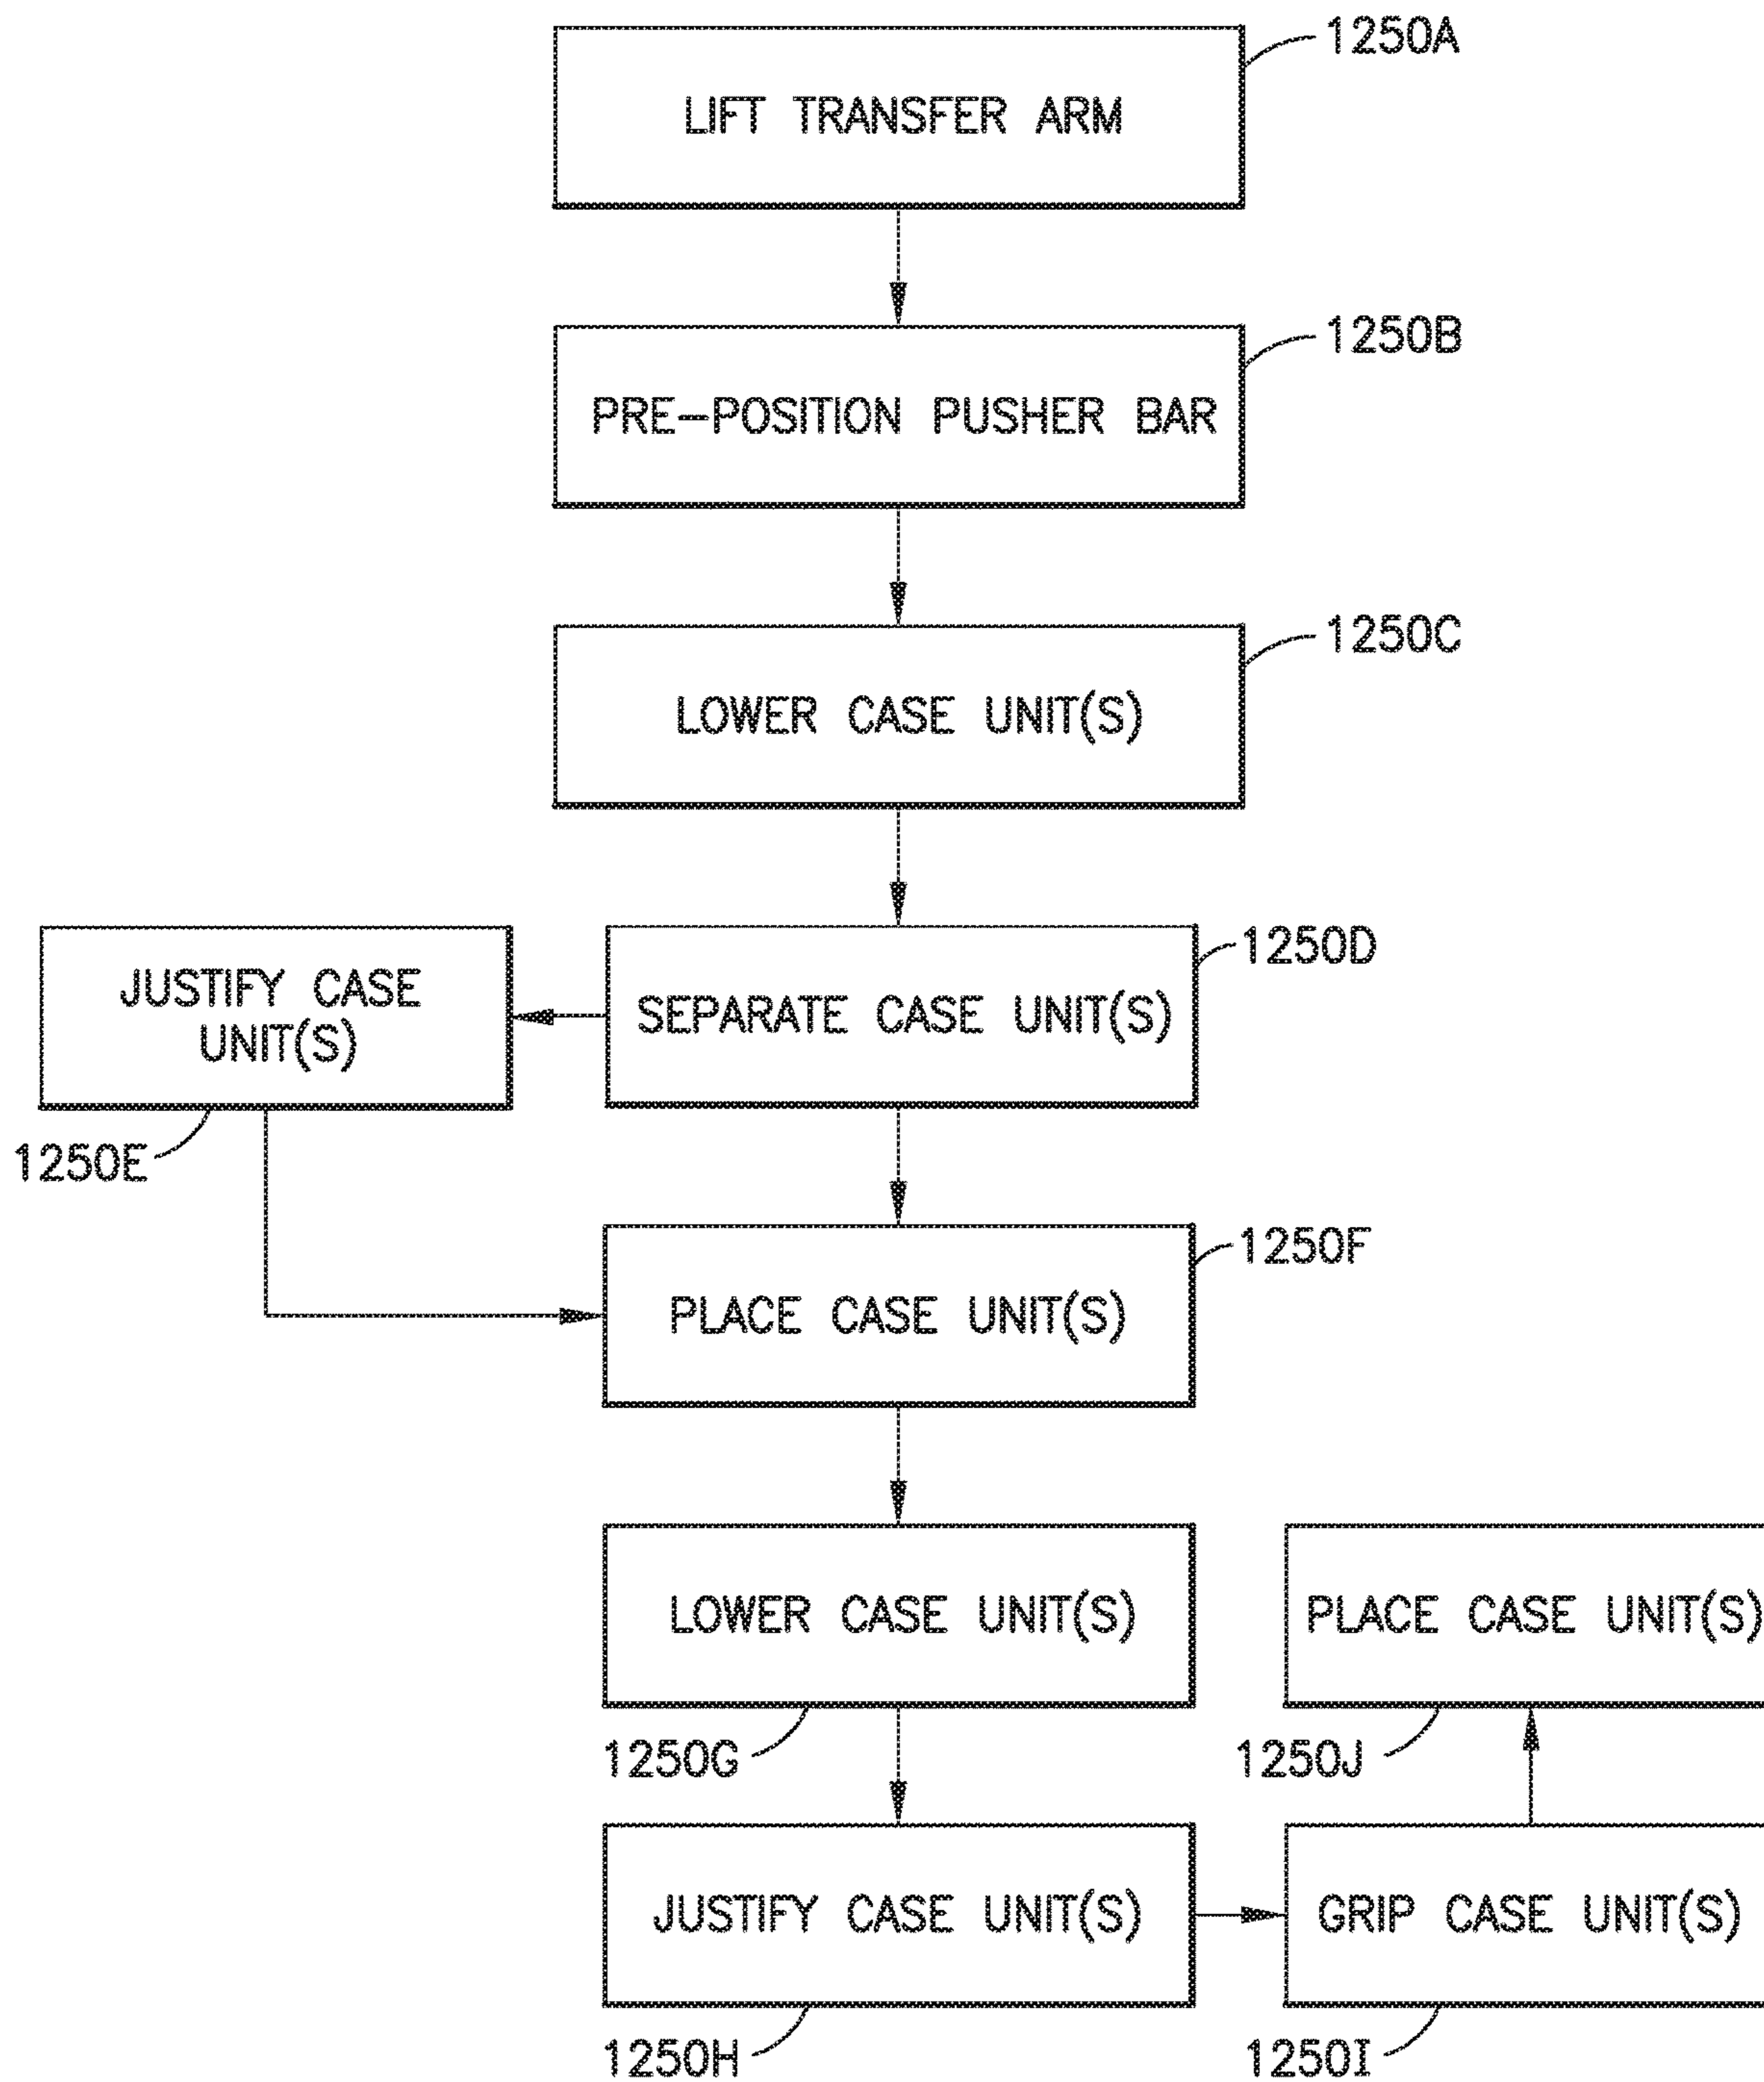 1250A
LIFT TRANSFER ARM
1250B
PRE-POSITION PUSHER BAR
1250C
LOWER CASE UNIT(S)
1250D
JUSTIFY CASE
UNIT(S)
SEPARATE CASE UNIT(S)
1250E
1250F
PLACE CASE UNIT(S)
LOWER CASE UNIT(S)
PLACE CASE UNIT(S)
1250G
1250J
JUSTIFY CASE UNIT(S)
GRIP CASE UNIT(S)
1250H
1250I